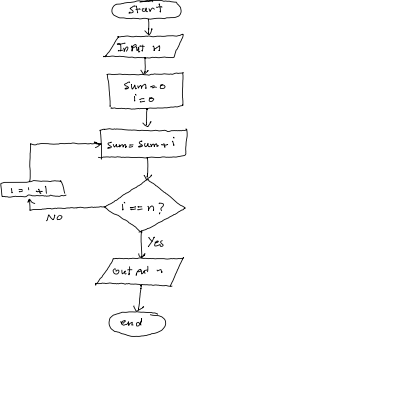 Start
Input n
Sum=0
i=0
Sum= Sum + i
i = i +1
i == n?
NO
Yes
output n
end